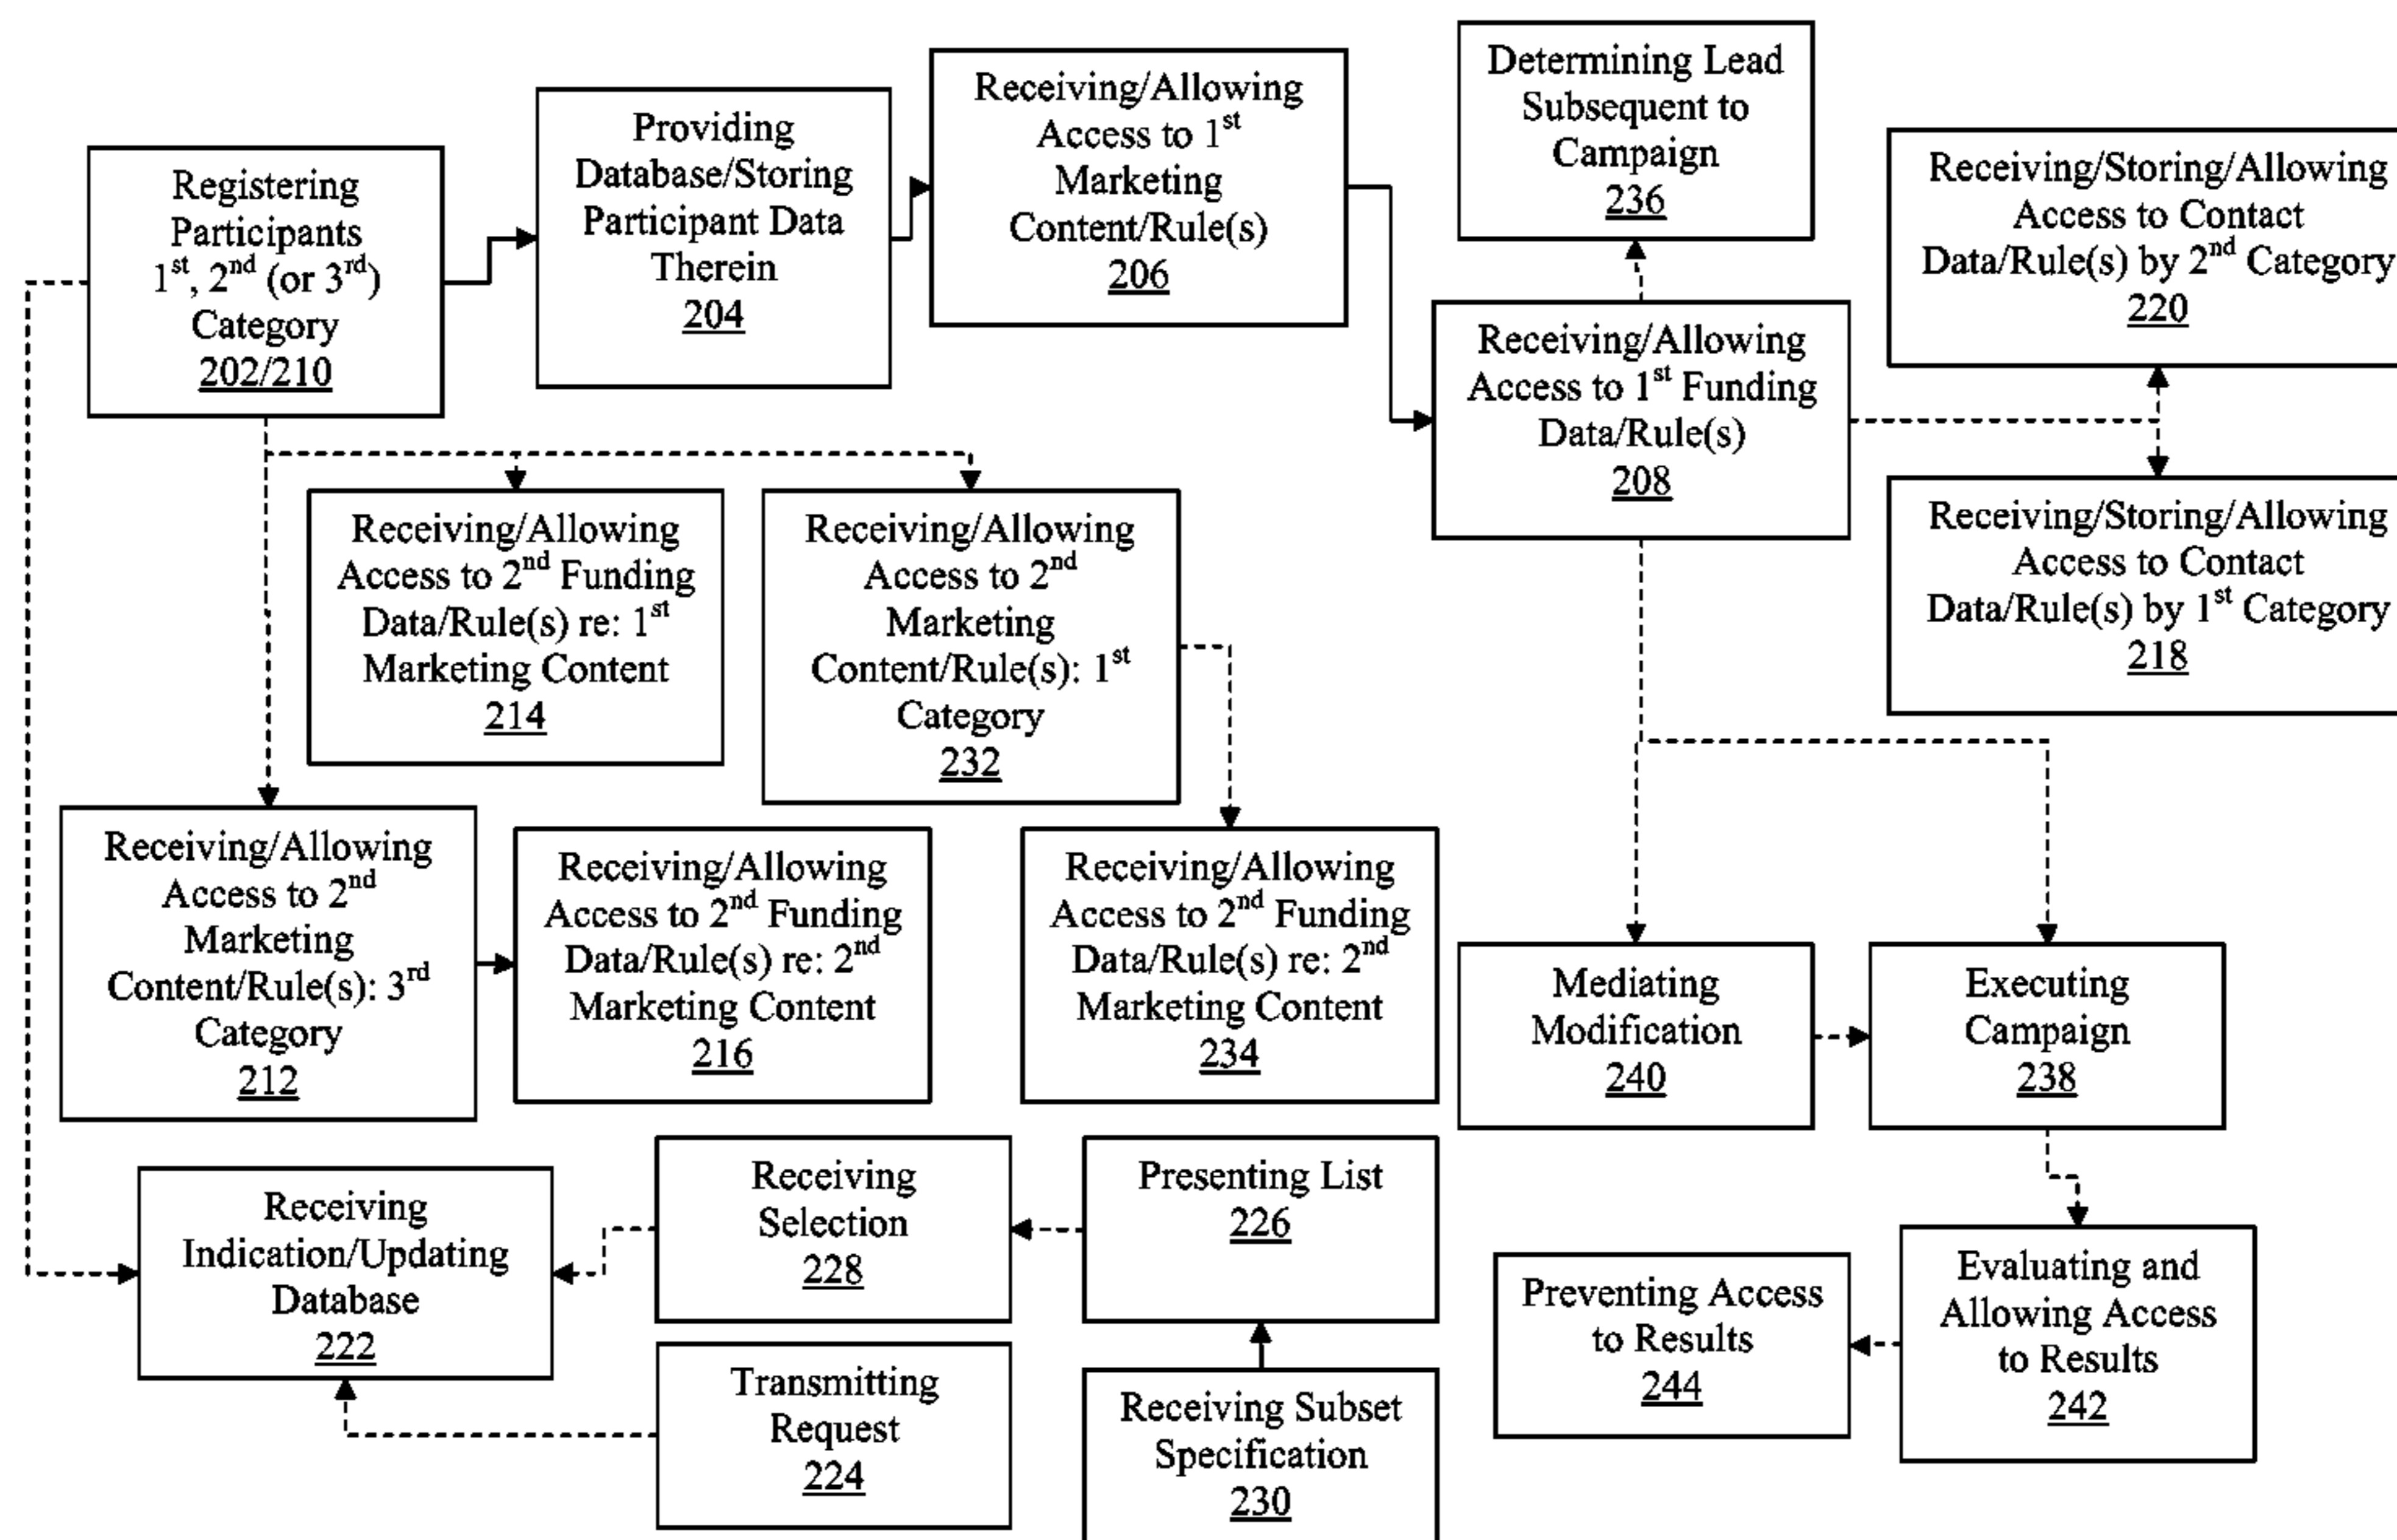 Registering
Participants
1st, 2nd (or 3rd)
Category
202/210
Providing
Database/Storing
Participant Data
Therein
204
Receiving/Allowing
Access to 1st
Marketing
Content/Rule(s)
206
Determining Lead
Subsequent to
Campaign
236
Receiving/Storing/Allowing
Access to Contact
Data/Rule(s) by 2nd Category
220
Receiving/Allowing
Access to 1st Funding
Data/Rule(s)
208
Receiving/Storing/Allowing
Access to Contact
Data/Rule(s) by 1st Category
218
Receiving/Allowing
Access to 2nd Funding
Data/Rule(s) re: 1st
Marketing Content
214
Receiving/Allowing
Access to 2nd
Marketing
Content/Rule(s): 1st
Category
232
Receiving/Allowing
Access to 2nd
Marketing
Content/Rule(s): 3rd
Category
212
Receiving/Allowing
Access to 2nd Funding
Data/Rule(s) re: 2nd
Marketing Content
216
Receiving/Allowing
Access to 2nd Funding
Data/Rule(s) re: 2nd
Marketing Content
234
Mediating
Modification
240
Executing
Campaign
238
Receiving
Indication/Updating
Database
222
Receiving
Selection
228
Presenting List
226
Transmitting
Request
224
Receiving Subset
Specification
230
Preventing Access
to Results
244
Evaluating and
Allowing Access
to Results
242